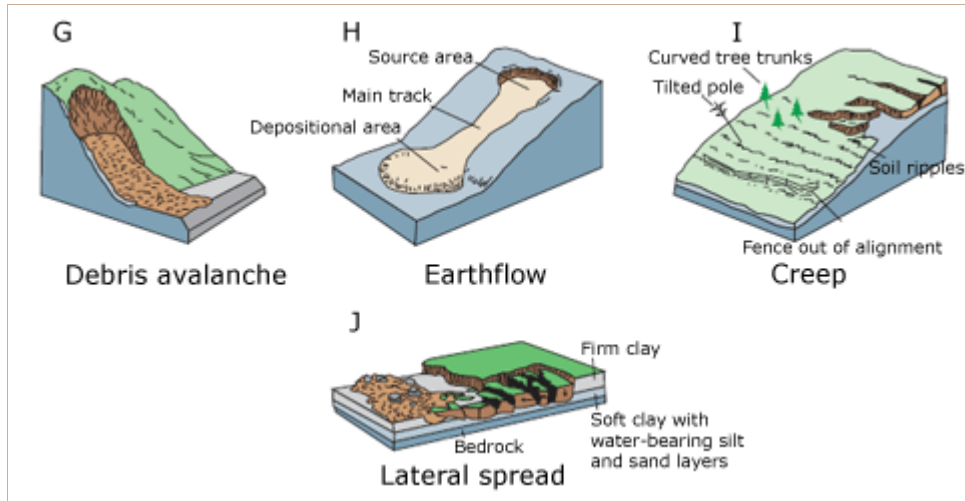 G
Debris avalanche
H
Source area
Main track
Depositional area
Earthflow
I
Curved tree trunks
Tilted pole
Soil ripples
Fence out of alignment
Creep
J
Firm clay
Soft clay with
water-bearing silt
and sand layers
Bedrock
Lateral spread